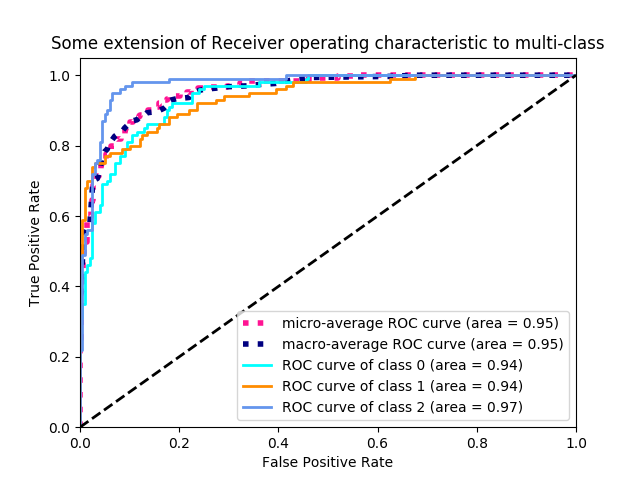 Some extension of Receiver operating characteristic to multi-class
1.0
0.8
0.6
0.4
0.2
0.0
True Positive Rate
micro-average ROC curve (area = 0.95)
macro-average ROC curve (area = 0.95)
ROC curve of class 0 (area = 0.94)
ROC curve of class 1 (area = 0.94)
ROC curve of class 2 (area = 0.97)
0.0 0.2 0.4 0.6 0.8 1.0
False Positive Rate